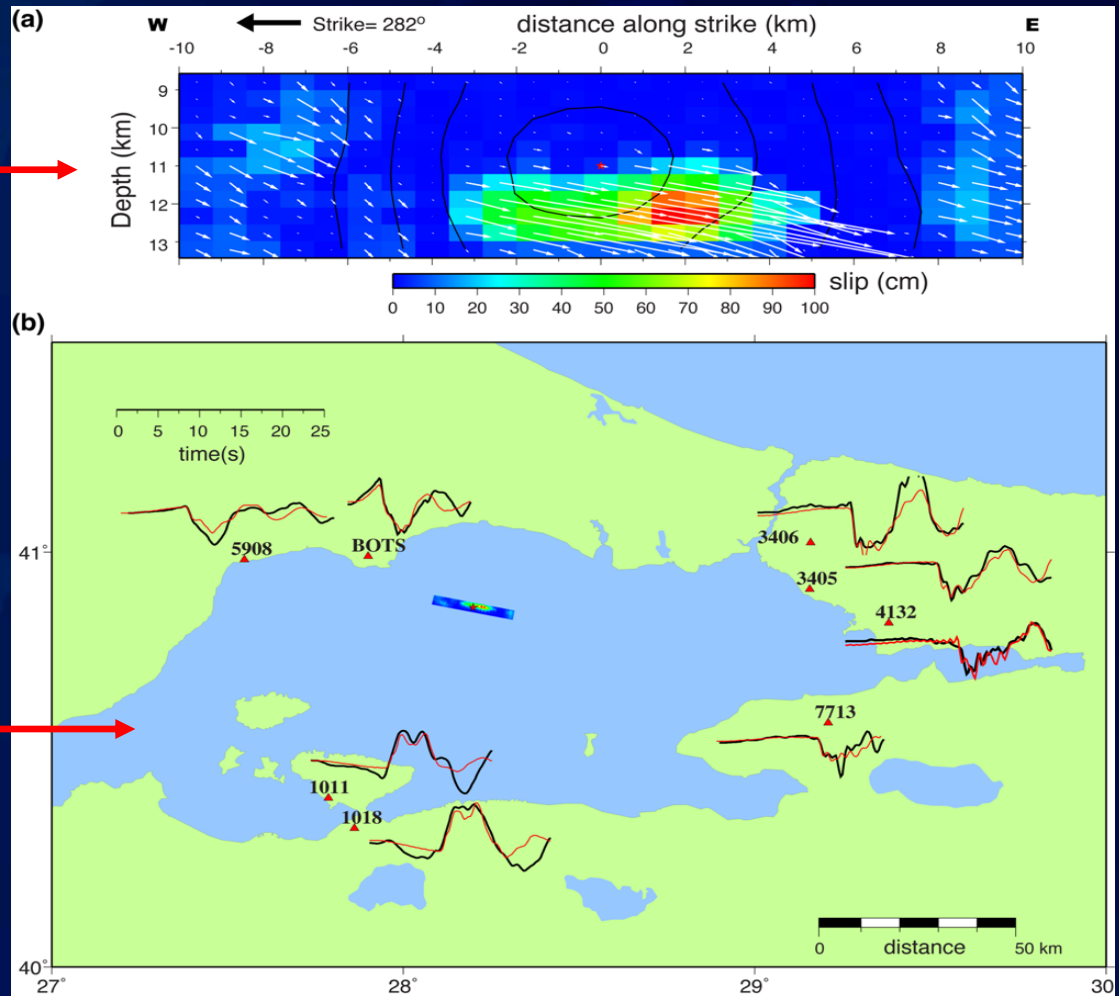 (a)
W Strike= 282° distance along strike (km) E
-10 -8 -6 -4 -2 0 2 4 6 8 10
Depth (km)
9
10
11
12
13
slip (cm)
0 10 20 30 40 50 60 70 80 90 100
(b)
0 5 10 15 20 25
time(s)
5908
BOTS
3406
3405
4132
7713
1011
1018
41°
40°
0 distance 50 km
27° 28° 29° 30